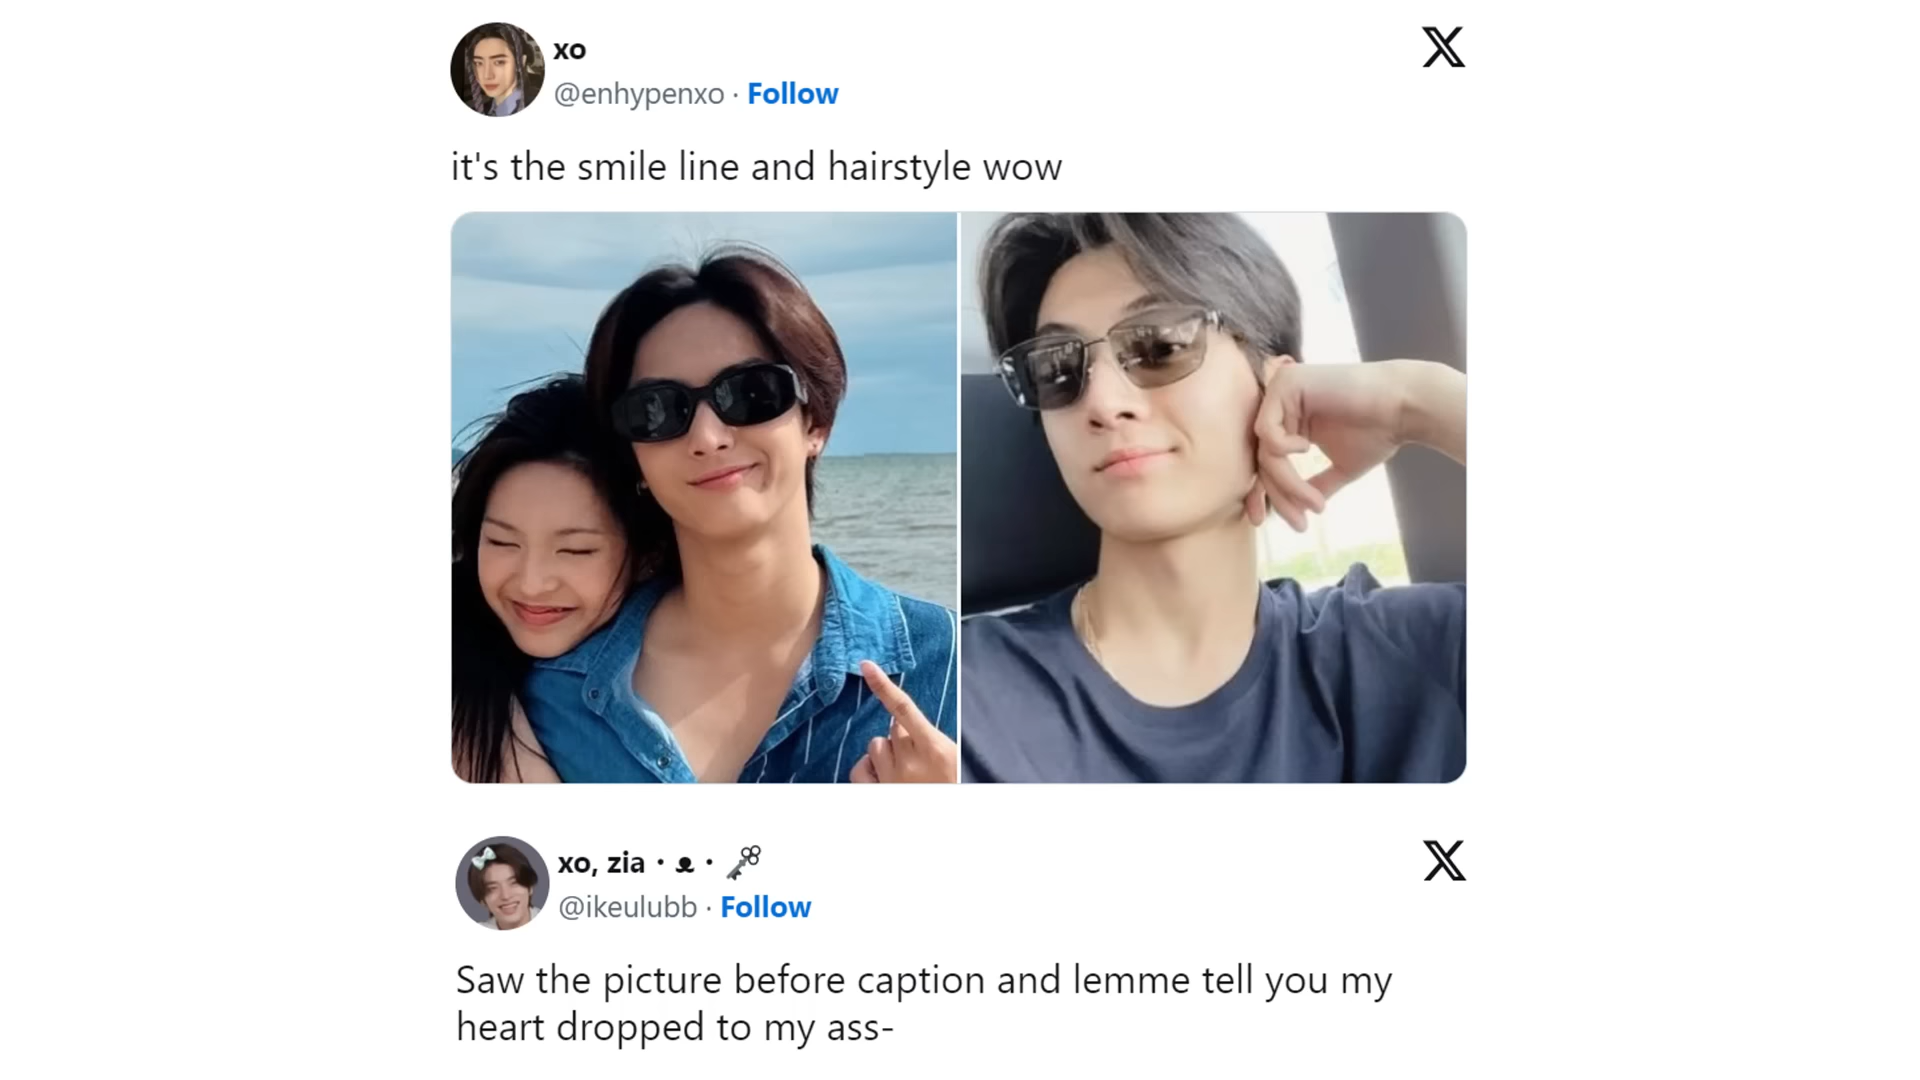 xo
@enhypenxo · Follow
it's the smile line and hairstyle wow
xo, zia • ᴥ • 🗝
@ikeulubb · Follow
Saw the picture before caption and lemme tell you my
heart dropped to my ass-